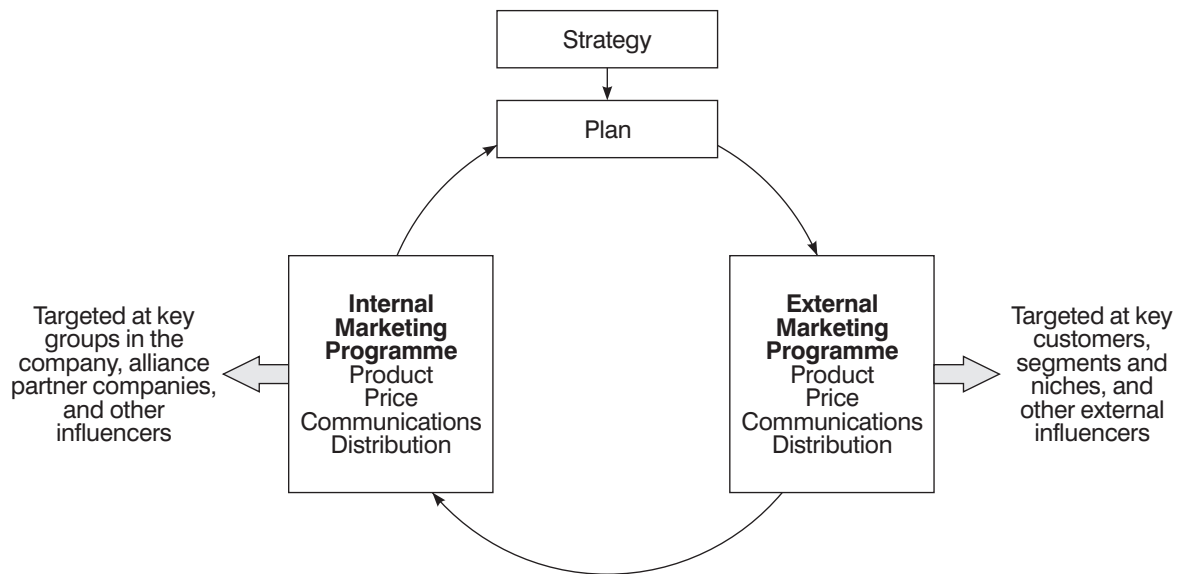 Strategy
Plan
Targeted at key
groups in the
company, alliance
partner companies,
and other
influencers
Internal
Marketing
Programme
Product
Price
Communications
Distribution
External
Marketing
Programme
Product
Price
Communications
Distribution
Targeted at key
customers,
segments and
niches, and
other external
influencers